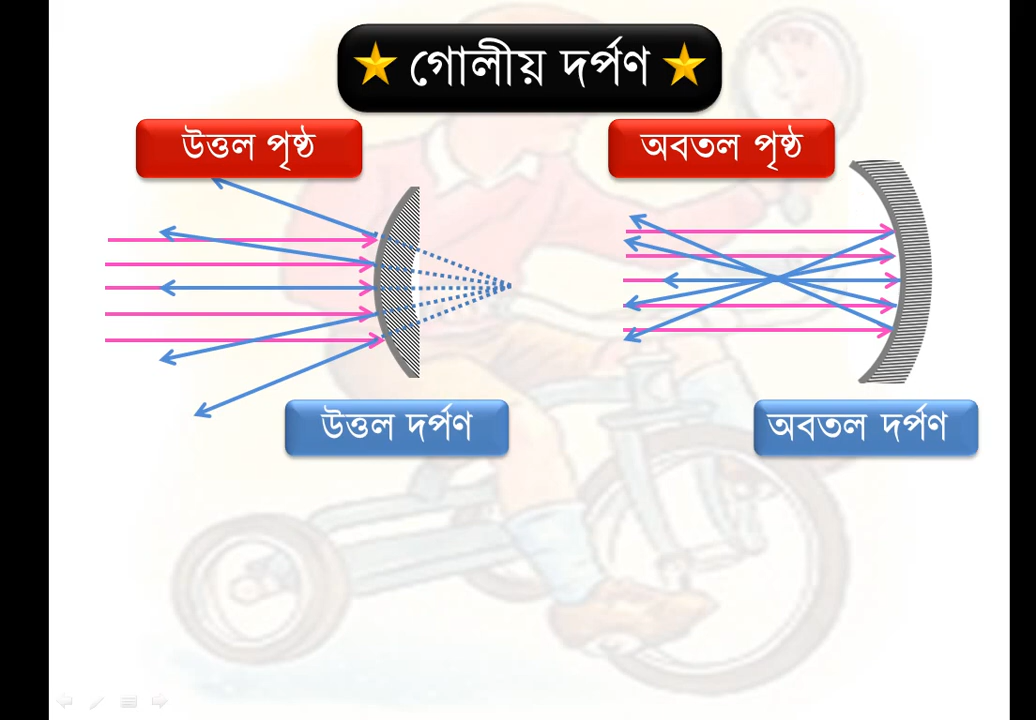 গোলীয় দর্পণ
উত্তল পৃষ্ঠ
অবতল পৃষ্ঠ
উত্তল দর্পণ
অবতল দর্পণ